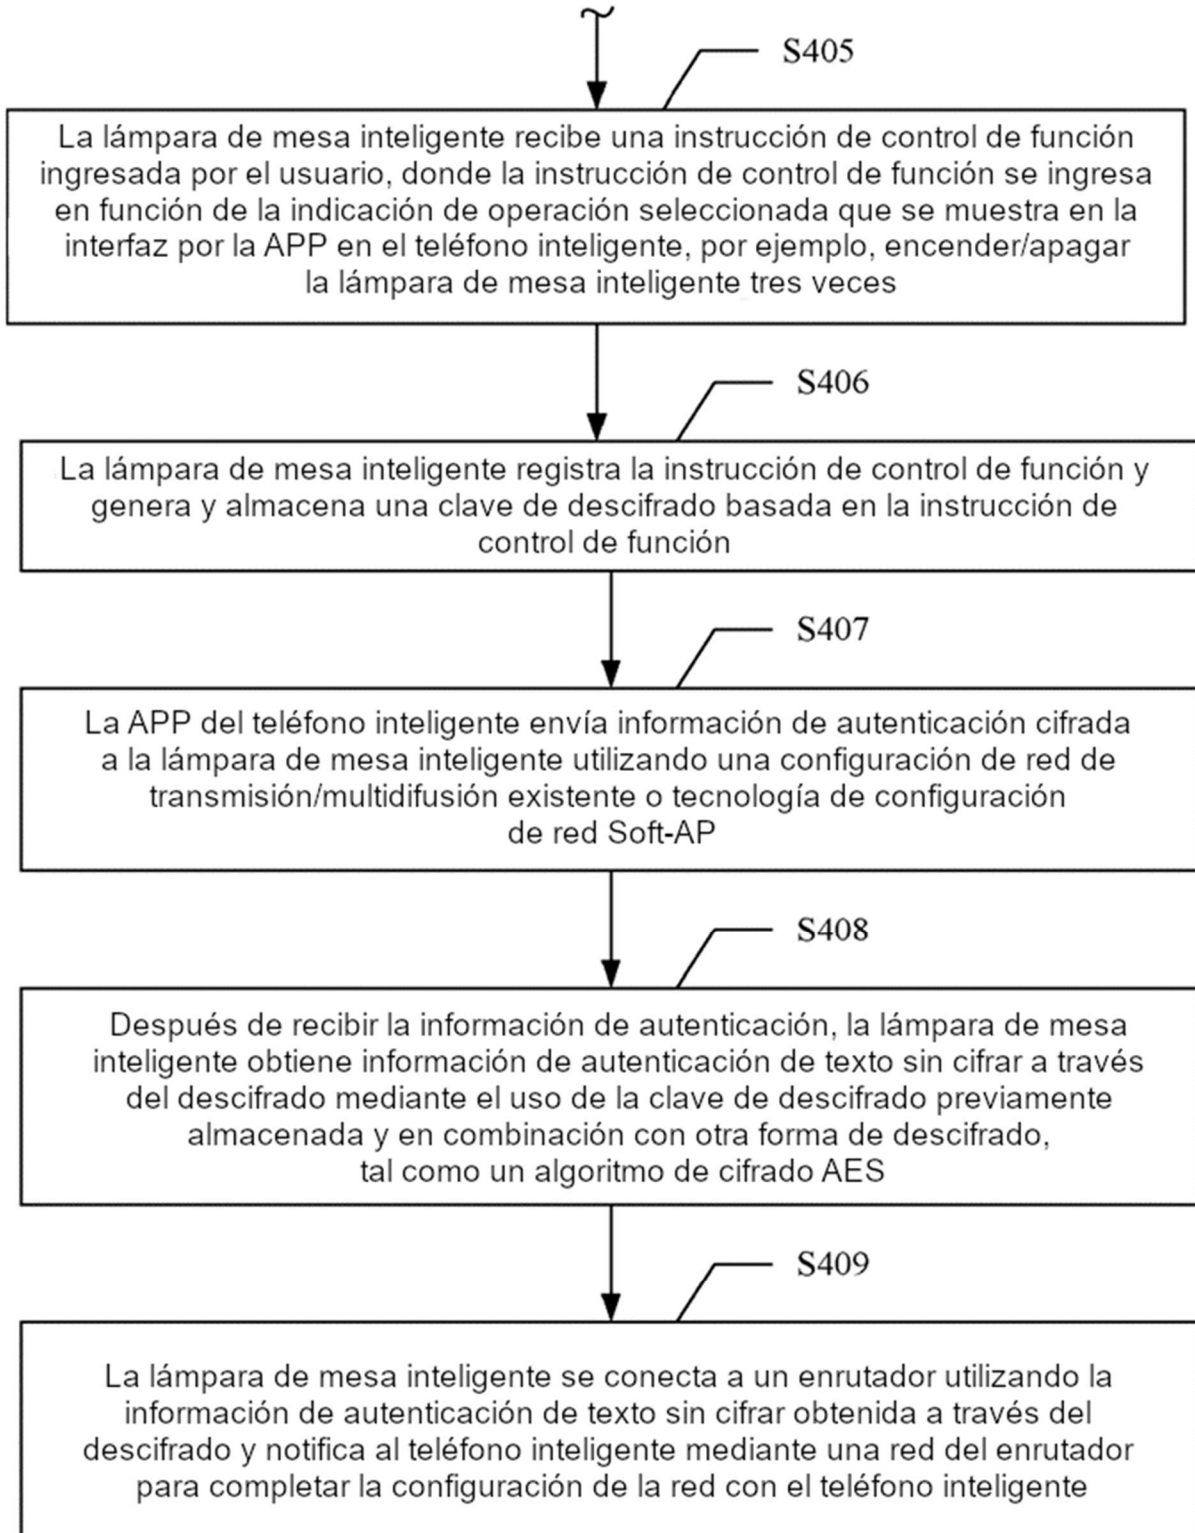 S405
La lámpara de mesa inteligente recibe una instrucción de control de función
ingresada por el usuario, donde la instrucción de control de función se ingresa
en función de la indicación de operación seleccionada que se muestra en la
interfaz por la APP en el teléfono inteligente, por ejemplo, encender/apagar
la lámpara de mesa inteligente tres veces
S406
La lámpara de mesa inteligente registra la instrucción de control de función y
genera y almacena una clave de descifrado basada en la instrucción de
control de función
S407
La APP del teléfono inteligente envía información de autenticación cifrada
a la lámpara de mesa inteligente utilizando una configuración de red de
transmisión/multidifusión existente o tecnología de configuración
de red Soft-AP
S408
Después de recibir la información de autenticación, la lámpara de mesa
inteligente obtiene información de autenticación de texto sin cifrar a través
del descifrado mediante el uso de la clave de descifrado previamente
almacenada y en combinación con otra forma de descifrado,
tal como un algoritmo de cifrado AES
S409
La lámpara de mesa inteligente se conecta a un enrutador utilizando la
información de autenticación de texto sin cifrar obtenida a través del
descifrado y notifica al teléfono inteligente mediante una red del enrutador
para completar la configuración de la red con el teléfono inteligente